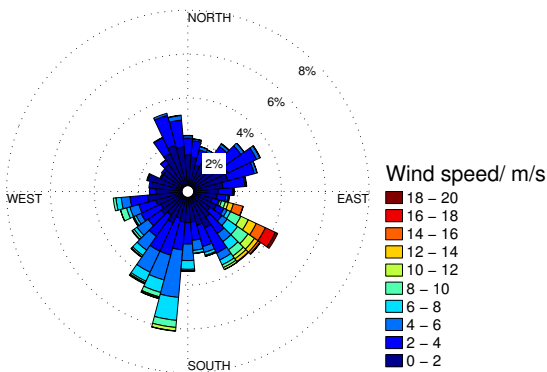 NORTH
8%
6%
4%
2%
WEST
EAST
SOUTH
Wind speed/ m/s
18 − 20
16 − 18
14 − 16
12 − 14
10 − 12
8 − 10
6 − 8
4 − 6
2 − 4
0 − 2